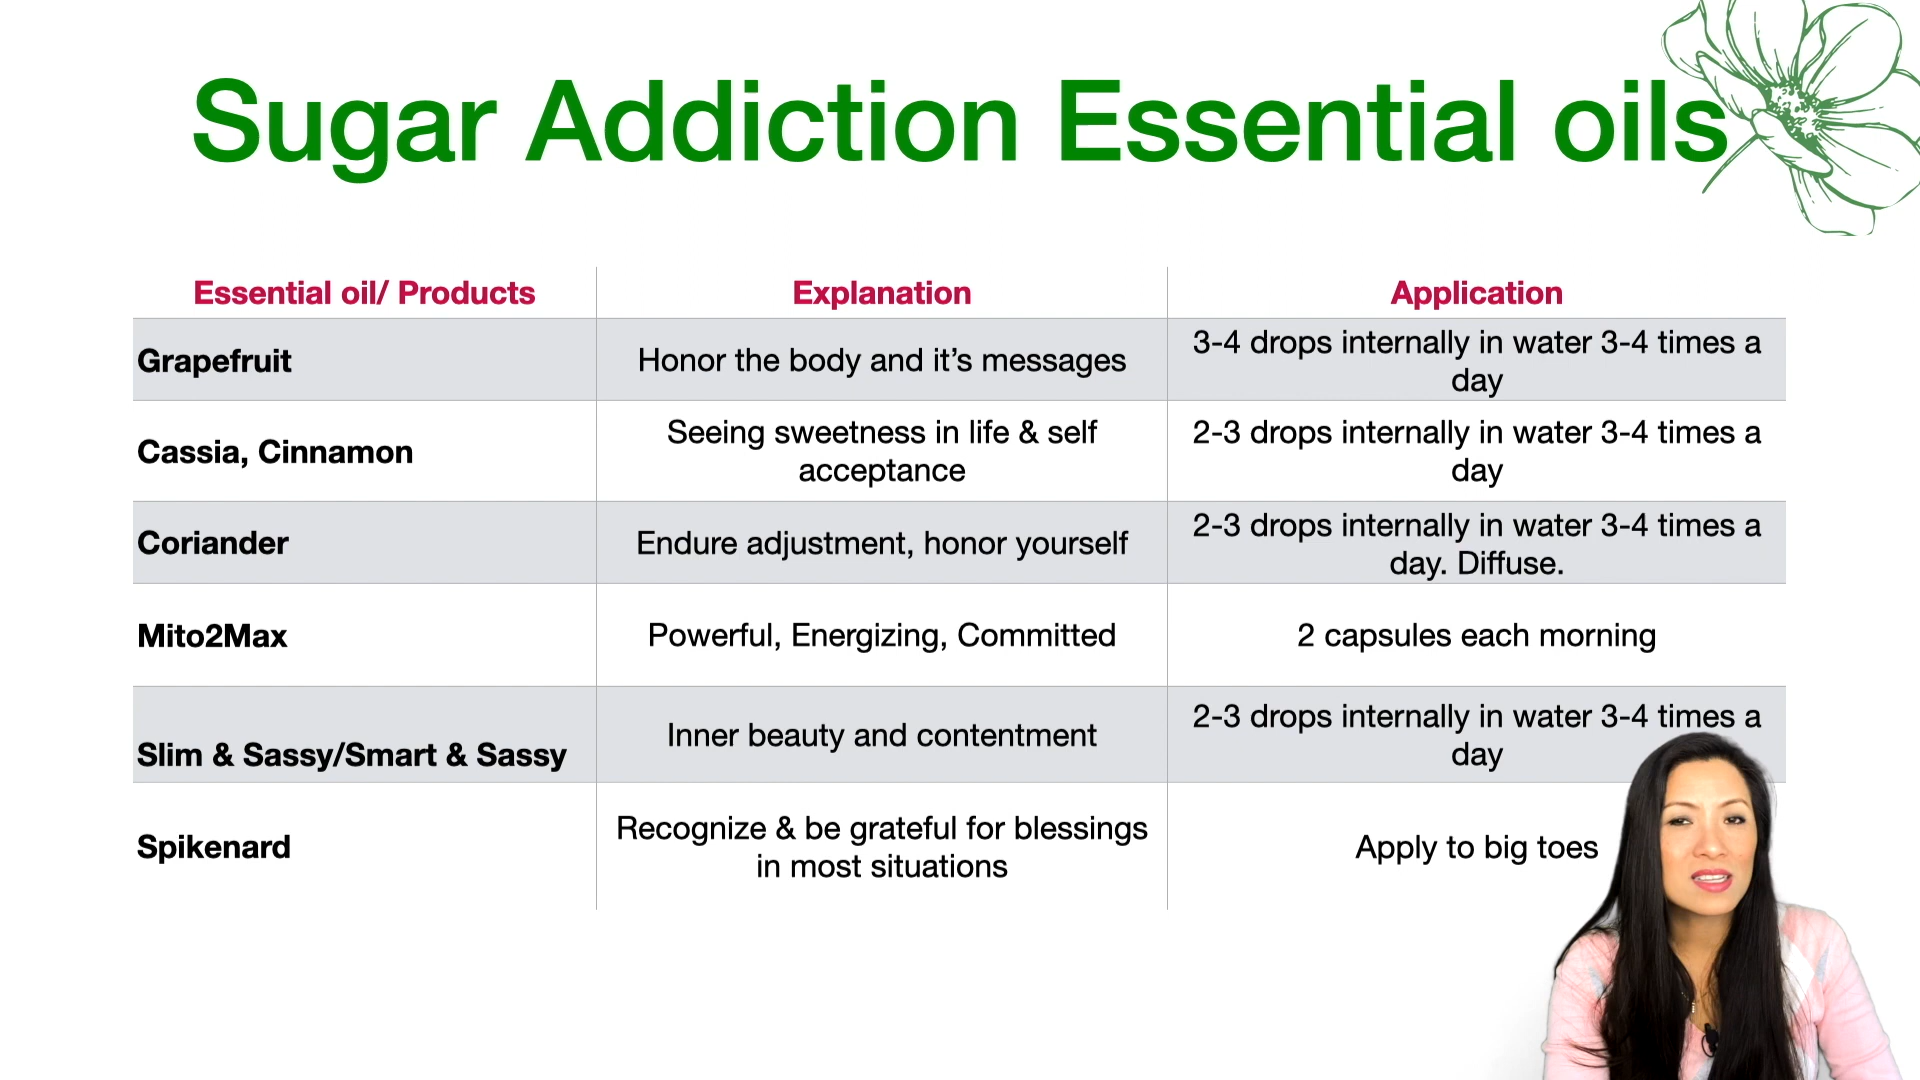 Sugar Addiction Essential oils
Essential oil/ Products
Explanation
Application
Grapefruit
Honor the body and it’s messages
3-4 drops internally in water 3-4 times a
day
Cassia, Cinnamon
Seeing sweetness in life & self
acceptance
2-3 drops internally in water 3-4 times a
day
Coriander
Endure adjustment, honor yourself
2-3 drops internally in water 3-4 times a
day. Diffuse.
Mito2Max
Powerful, Energizing, Committed
2 capsules each morning
Slim & Sassy/Smart & Sassy
Inner beauty and contentment
2-3 drops internally in water 3-4 times a
day
Spikenard
Recognize & be grateful for blessings
in most situations
Apply to big toes